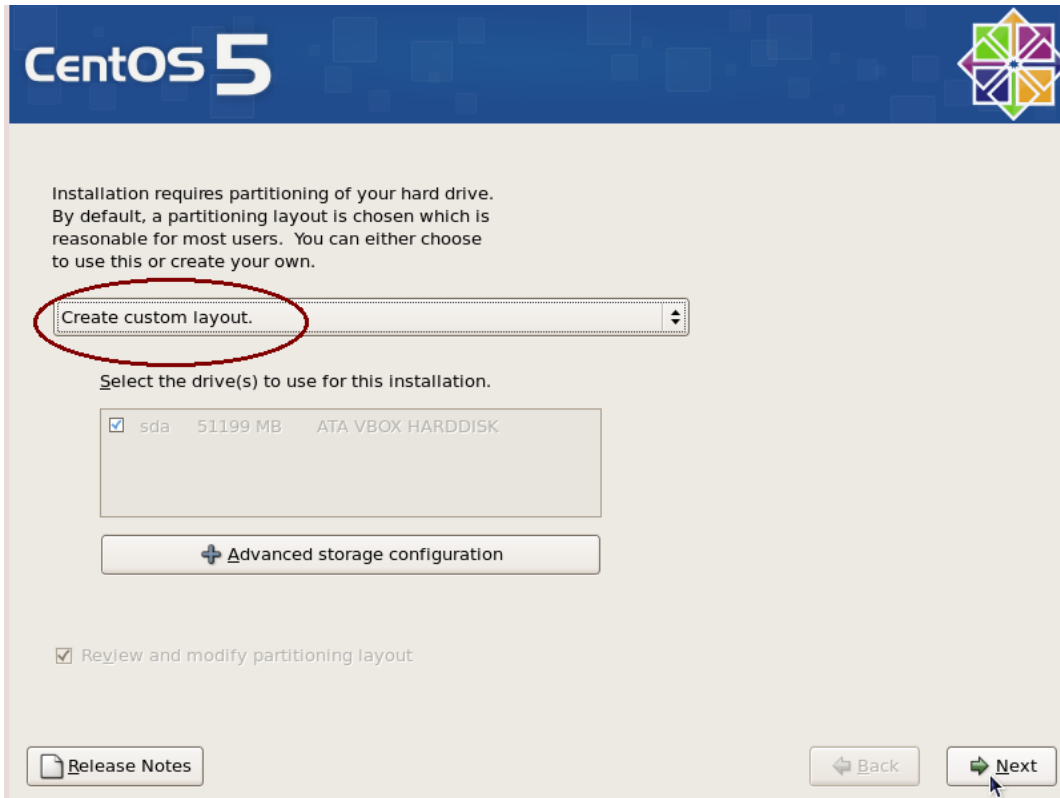 CentOS 5
Installation requires partitioning of your hard drive.
By default, a partitioning layout is chosen which is
reasonable for most users.  You can either choose
to use this or create your own.
Create custom layout.
Select the drive(s) to use for this installation.
sda 51199 MB ATA VBOX HARDDISK
Advanced storage configuration
Review and modify partitioning layout
Release Notes
Back
Next